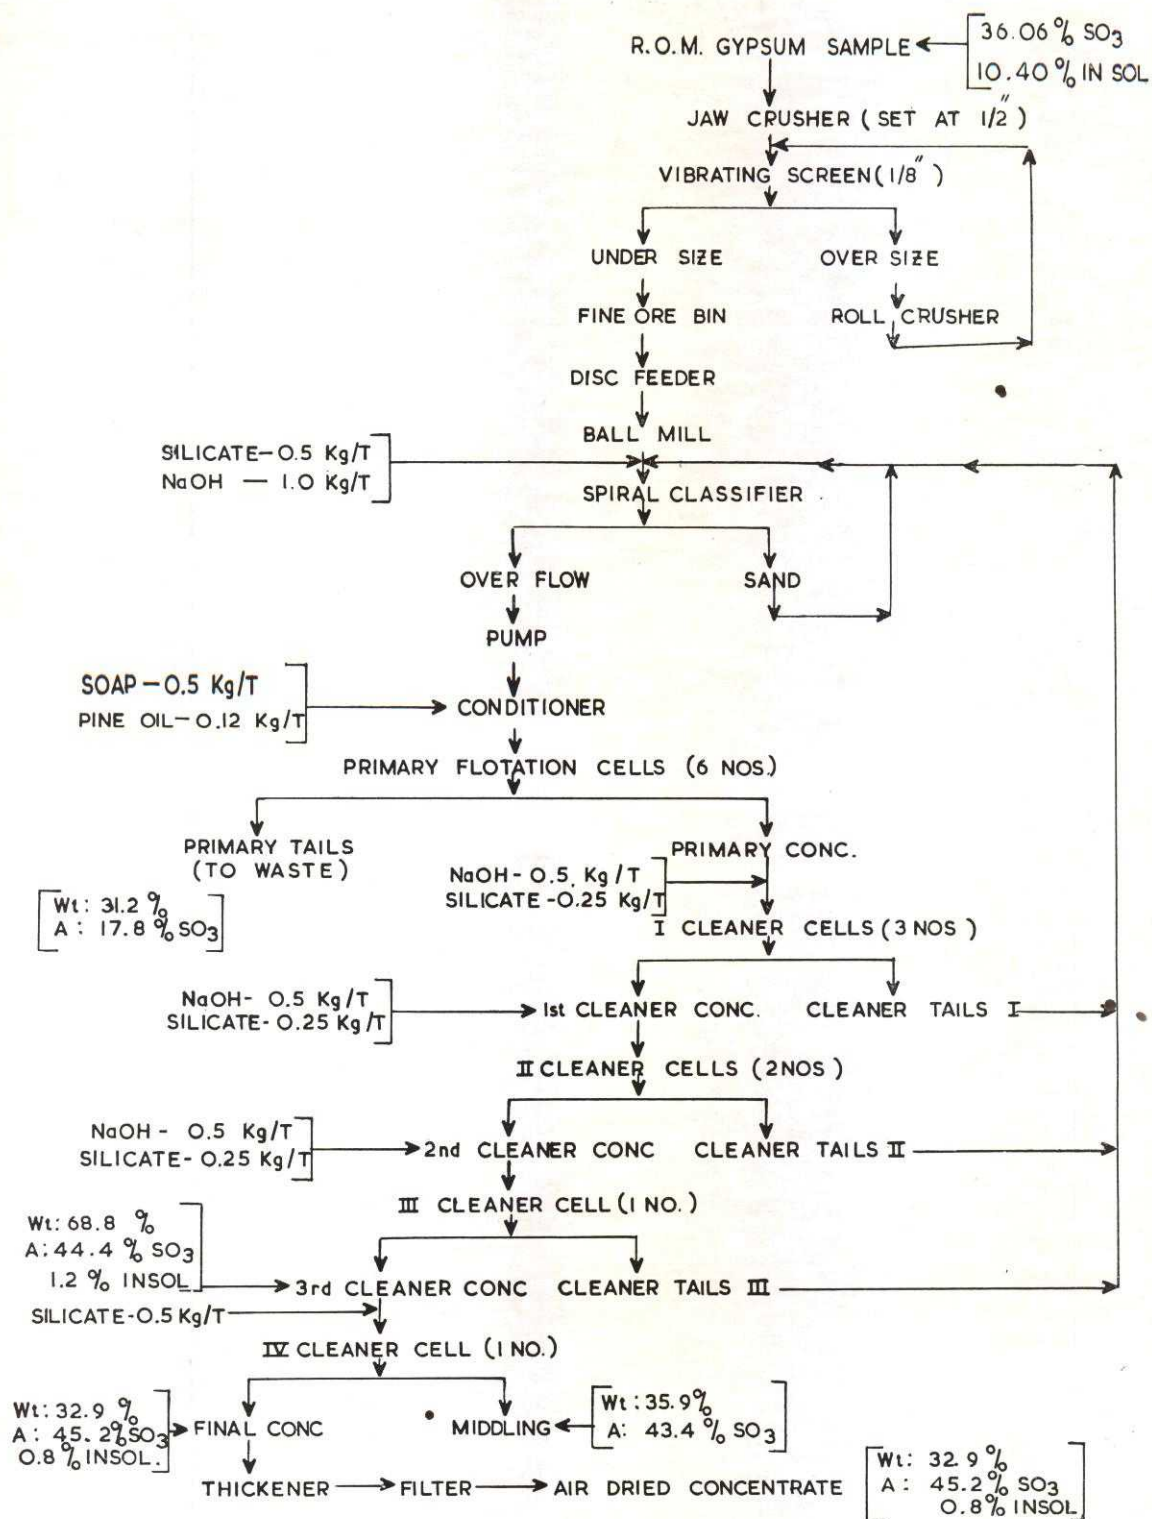 36.06 % SO3
R.O.M. GYPSUM SAMPLE
10.40 % IN SOL
JAW CRUSHER ( SET AT 1/2" )
VIBRATING SCREEN ( 1/8" )
UNDER SIZE
OVER SIZE
FINE ORE BIN
ROLL CRUSHER
DISC FEEDER
BALL MILL
SILICATE - 0.5 Kg/T
NaOH - 1.0 Kg/T
SPIRAL CLASSIFIER
OVER FLOW
SAND
PUMP
SOAP - 0.5 Kg/T
PINE OIL - 0.12 Kg/T
CONDITIONER
PRIMARY FLOTATION CELLS (6 NOS.)
PRIMARY TAILS
(TO WASTE)
PRIMARY CONC.
NaOH - 0.5. Kg/T
SILICATE - 0.25 Kg/T
Wt: 31.2 %
A : 17.8 % SO3
I CLEANER CELLS (3 NOS )
NaOH - 0.5 Kg/T
SILICATE - 0.25 Kg/T
1st CLEANER CONC.
CLEANER TAILS I
II CLEANER CELLS (2NOS )
NaOH - 0.5 Kg/T
SILICATE - 0.25 Kg/T
2nd CLEANER CONC
CLEANER TAILS II
III CLEANER CELL (1 NO.)
Wt: 68.8 %
A: 44.4 % SO3
1.2 % INSOL
3rd CLEANER CONC
CLEANER TAILS III
SILICATE - 0.5 Kg/T
IV CLEANER CELL (1 NO.)
Wt: 32.9 %
A: 45.2 % SO3
0.8 % INSOL.
FINAL CONC
MIDDLING
Wt: 35.9 %
A: 43.4 % SO3
THICKENER
FILTER
AIR DRIED CONCENTRATE
Wt: 32.9 %
A: 45.2 % SO3
0.8 % INSOL